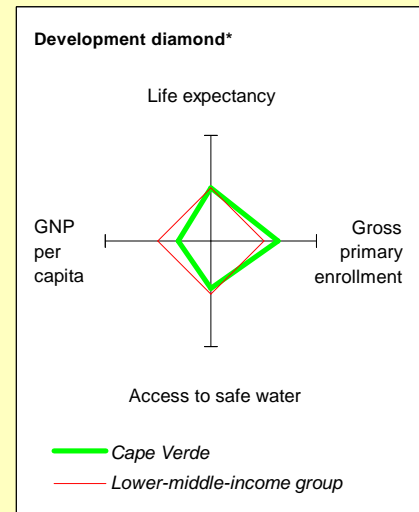 Development diamond*
Life expectancy
GNP
per
capita
Gross
primary
enrollment
Access to safe water
Cape Verde
Lower-middle-income group